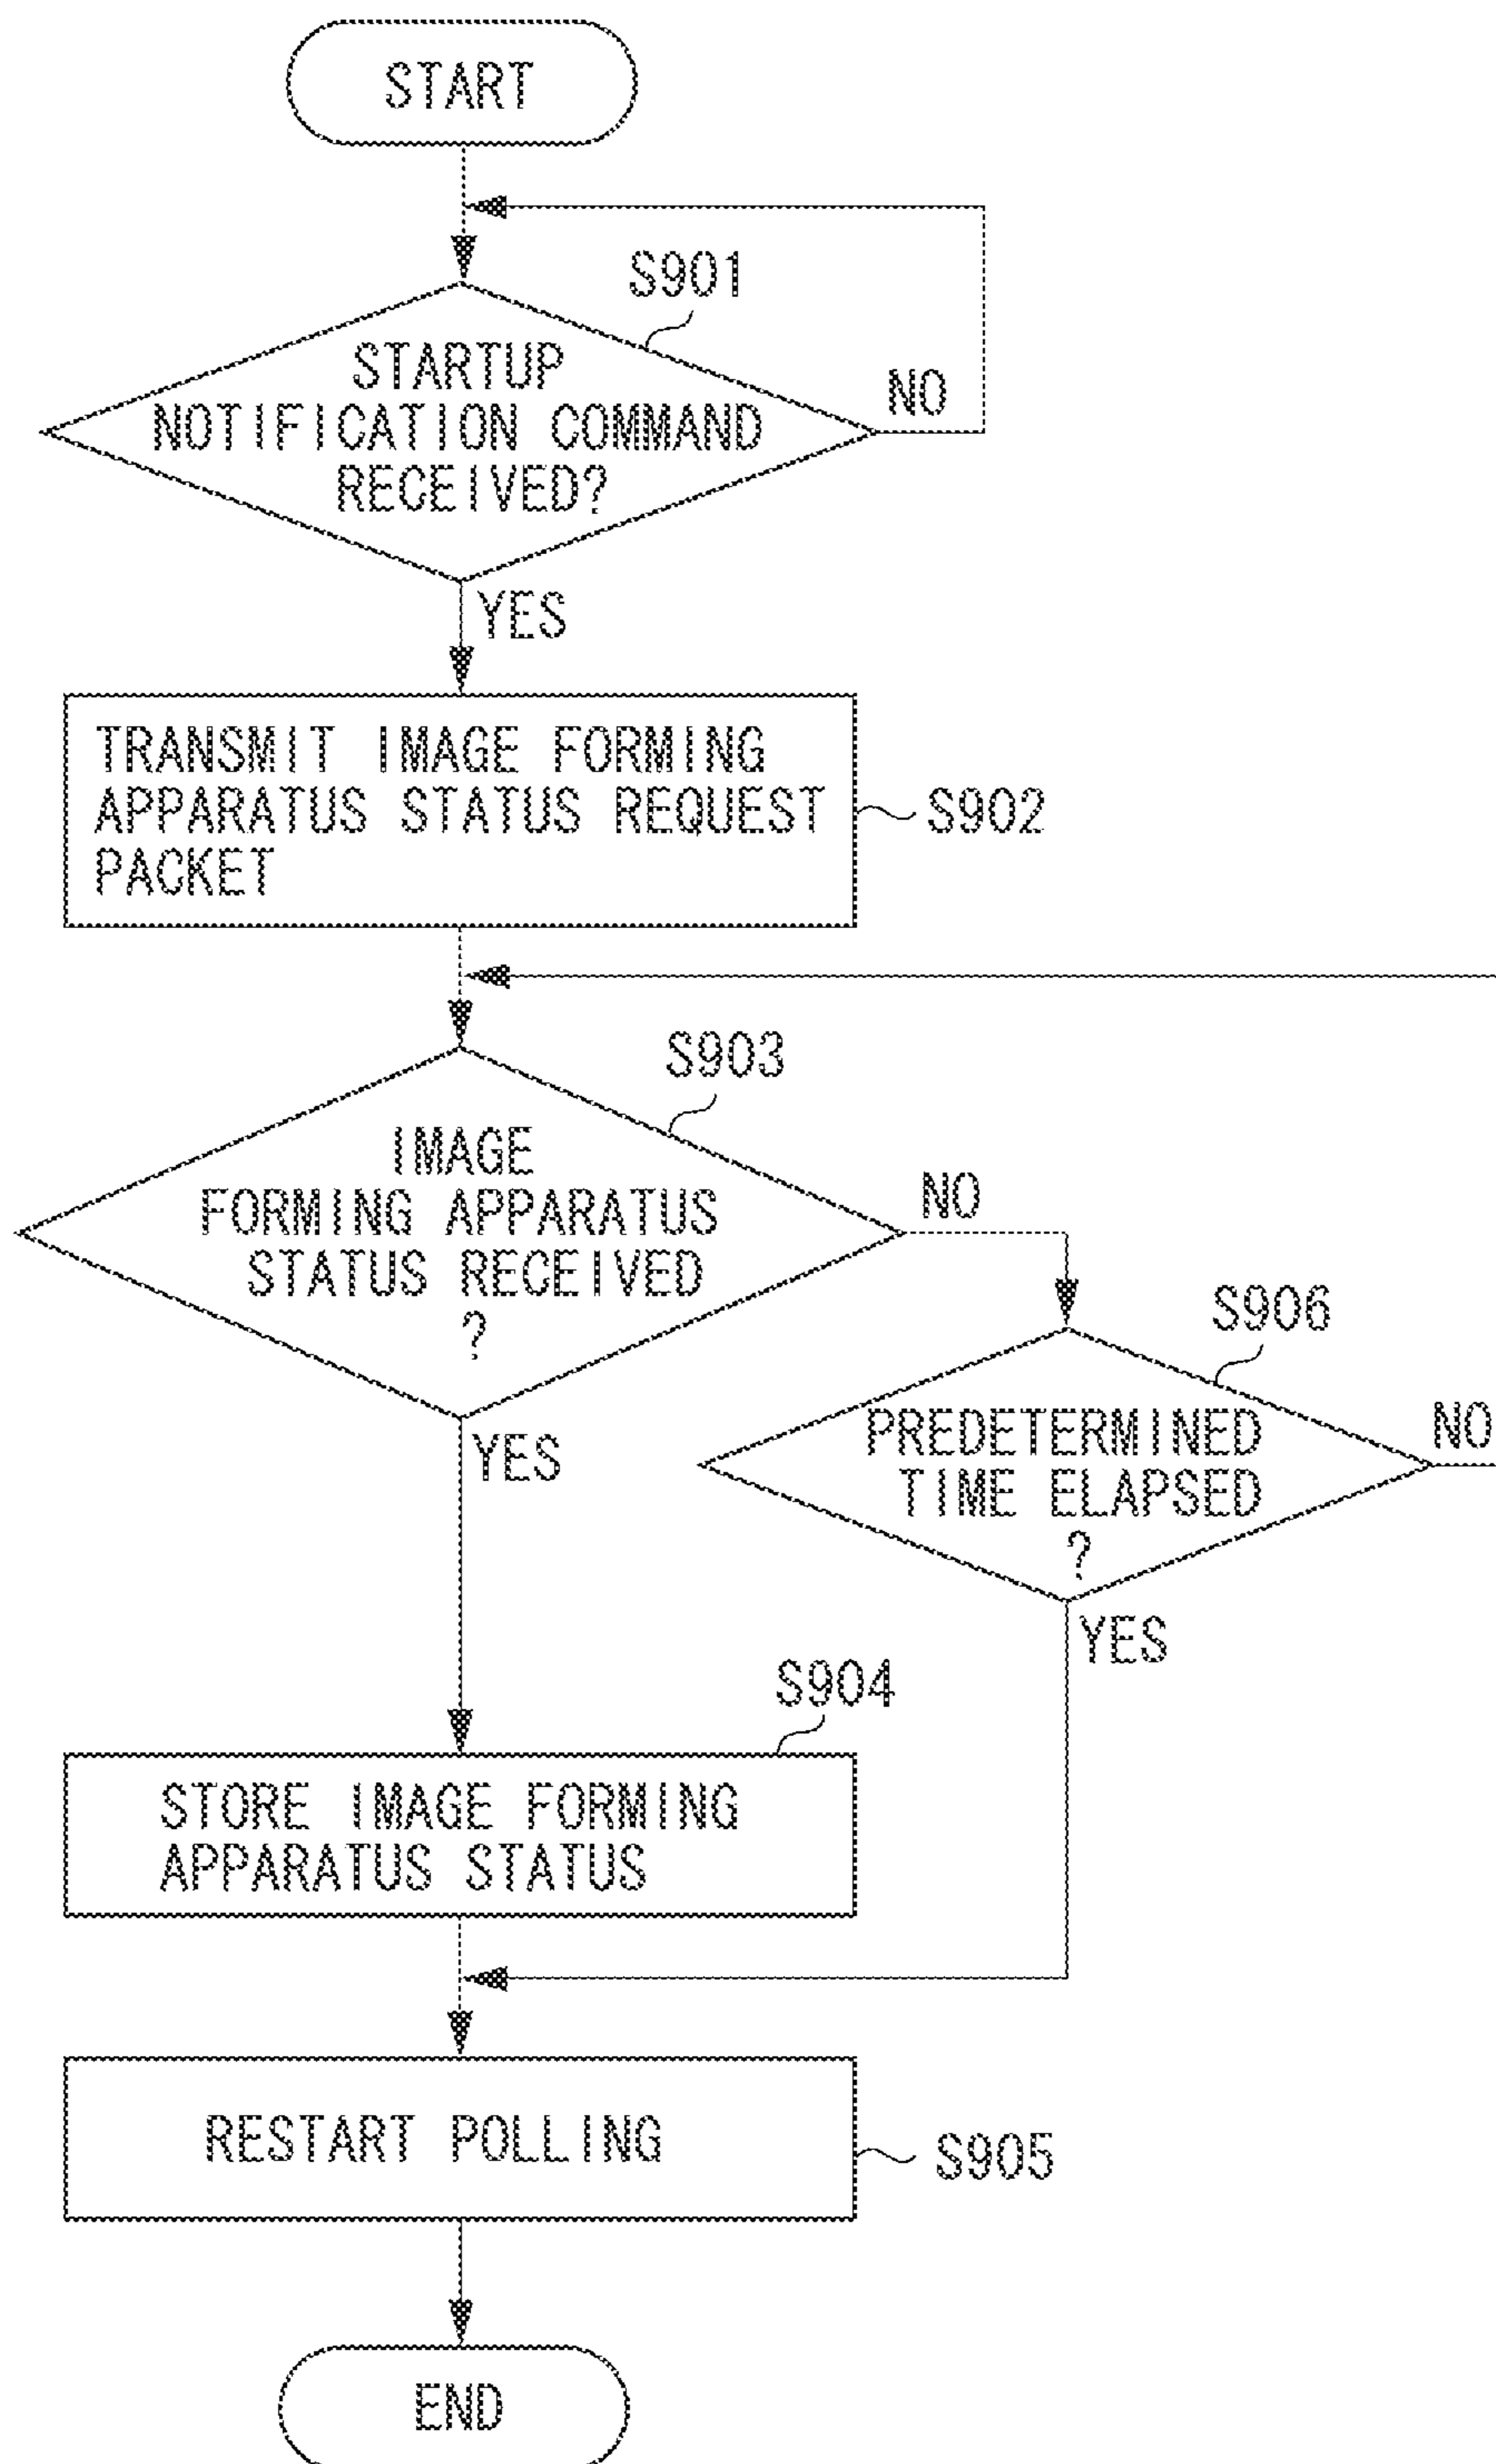 START
S901
STARTUP
NOTIFICATION COMMAND
RECEIVED?
NO
YES
TRANSMIT IMAGE FORMING
APPARATUS STATUS REQUEST
PACKET
S902
S903
IMAGE
FORMING APPARATUS
STATUS RECEIVED
?
NO
YES
S906
PREDETERMINED
TIME ELAPSED
?
NO
YES
S904
STORE IMAGE FORMING
APPARATUS STATUS
RESTART POLLING
S905
END